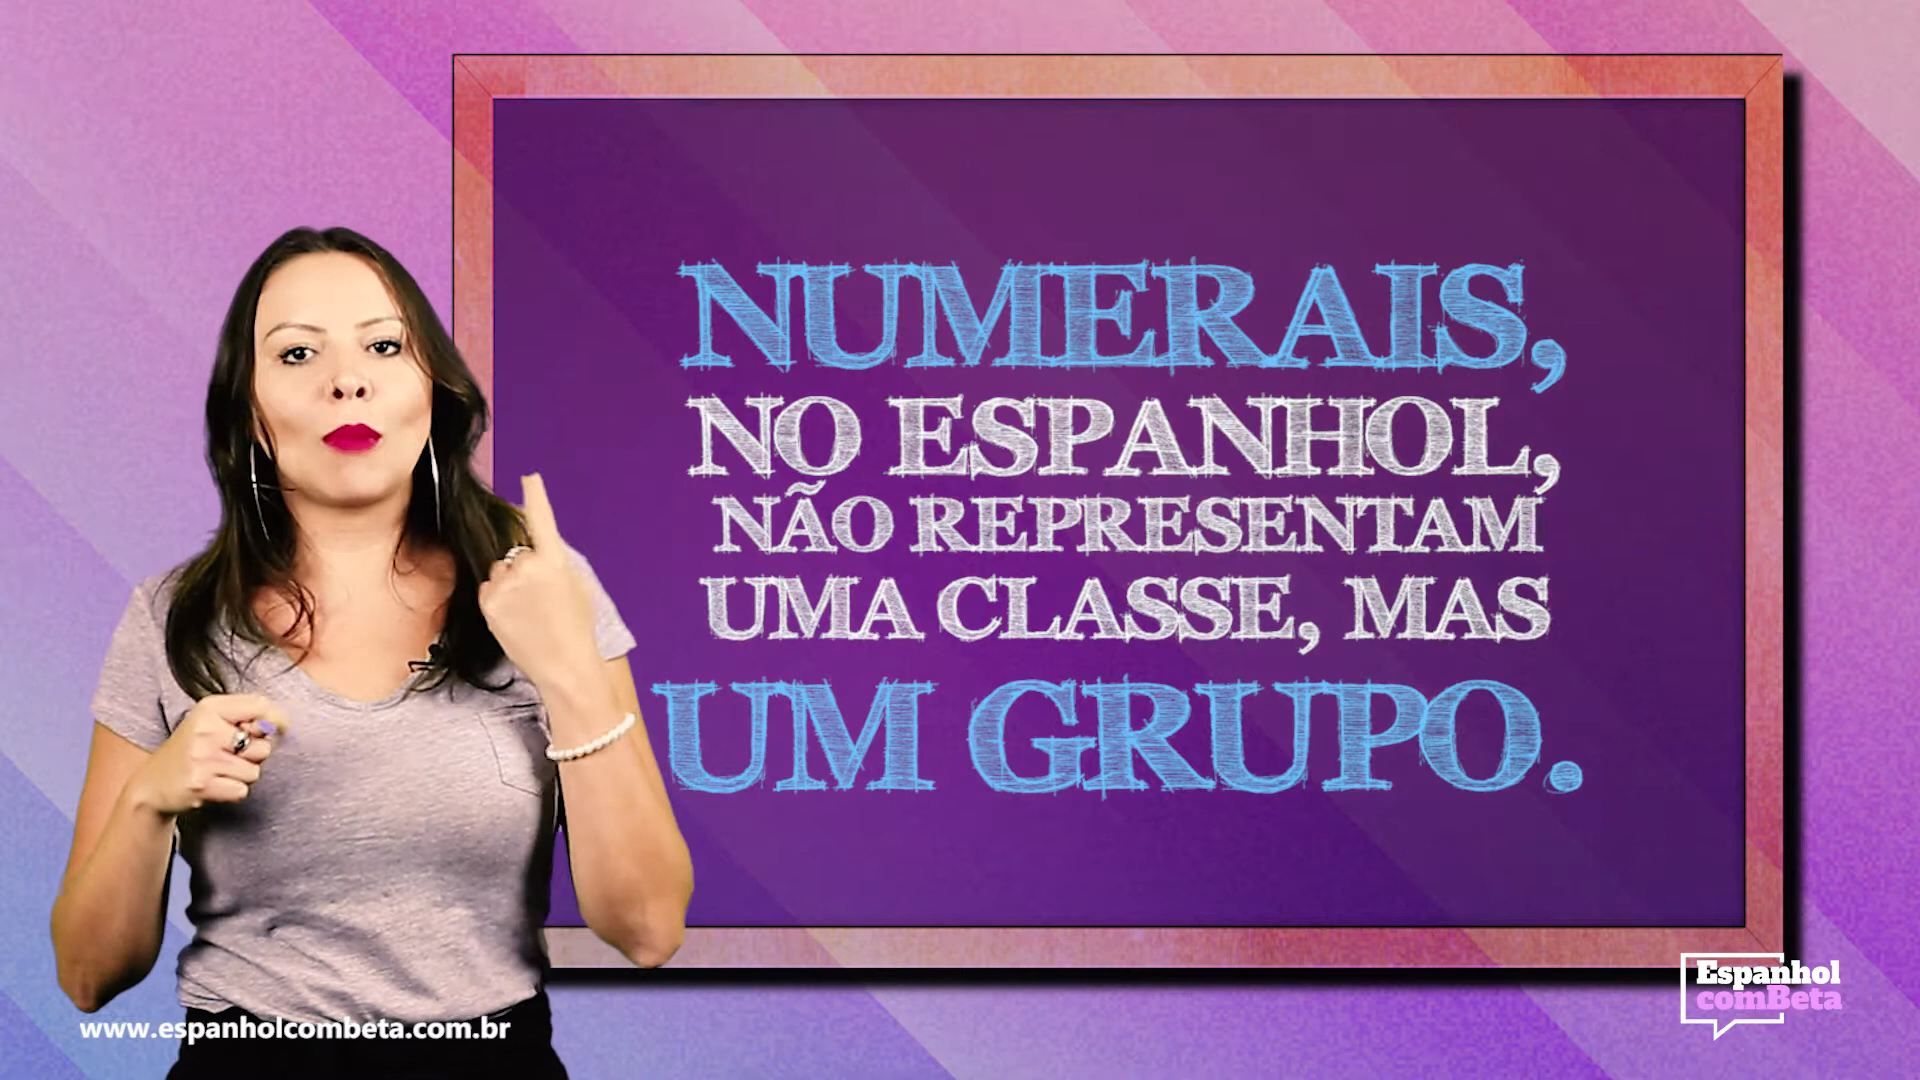 NUMERAIS,
NO ESPANHOL,
NÃO REPRESENTAM
UMA CLASSE, MAS
UM GRUPO.
www.espanholcombeta.com.br
Espanhol
comBeta